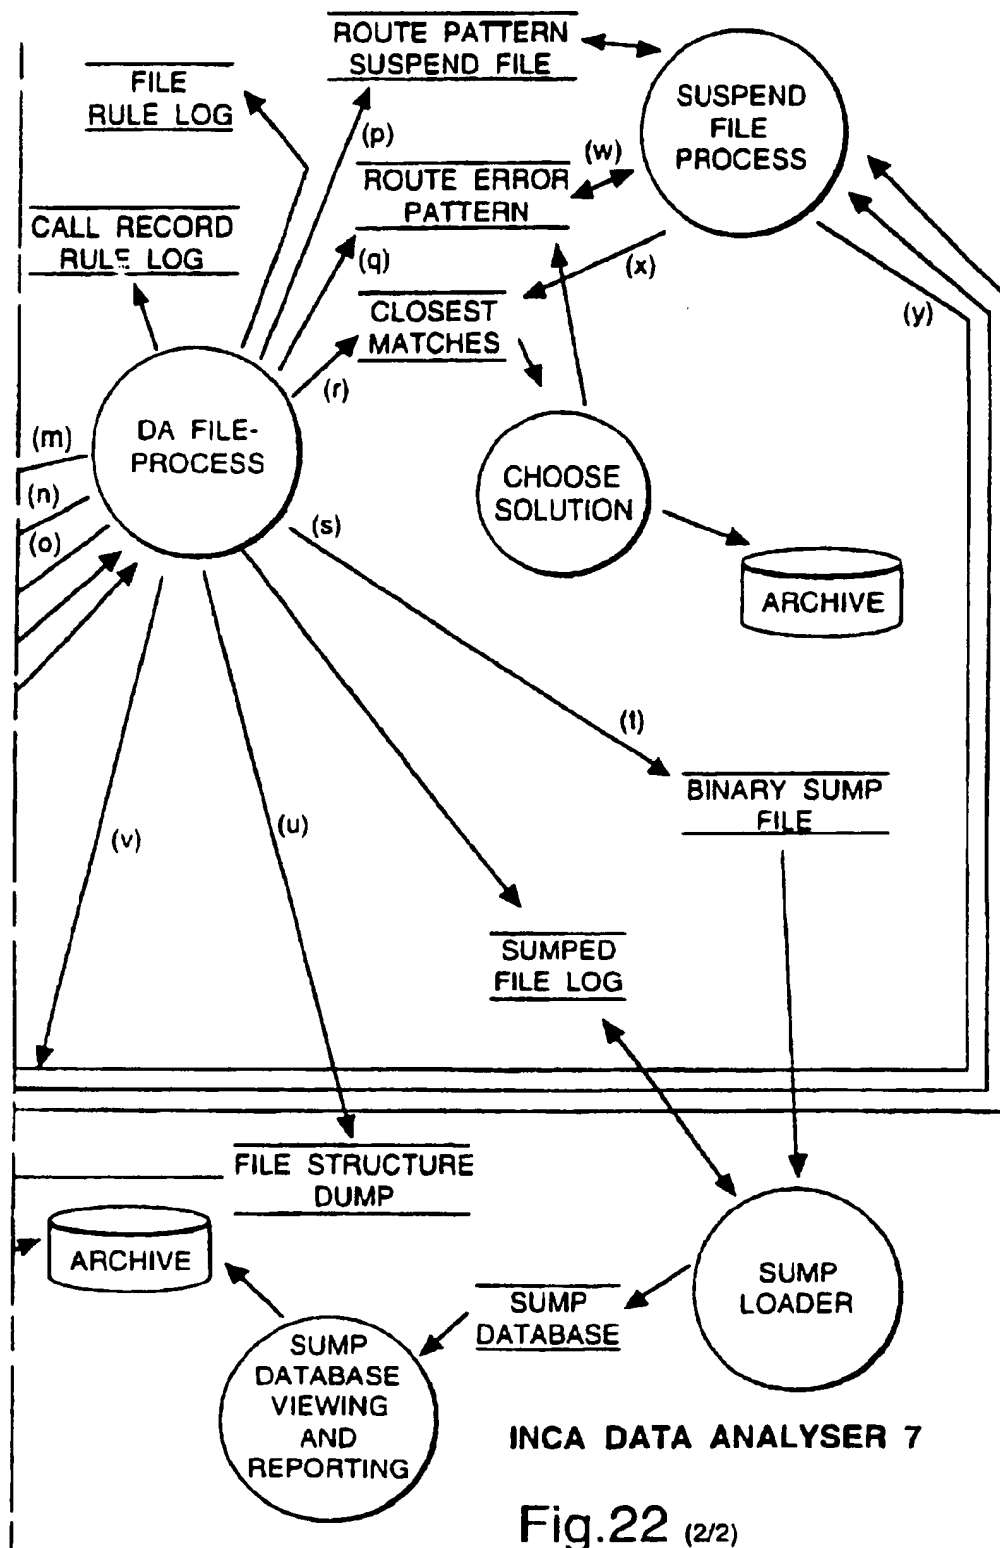 ROUTE PATTERN
SUSPEND FILE
FILE
RULE LOG
SUSPEND
FILE
PROCESS
(p)
(w)
ROUTE ERROR
PATTERN
CALL RECORD
RULE LOG
(q)
(x)
CLOSEST
MATCHES
(y)
(r)
DA FILE-
PROCESS
(m)
(n)
(o)
CHOOSE
SOLUTION
(s)
ARCHIVE
(t)
BINARY SUMP
FILE
(v)
(u)
SUMPED
FILE LOG
FILE STRUCTURE
DUMP
ARCHIVE
SUMP
LOADER
SUMP
DATABASE
SUMP
DATABASE
VIEWING
AND
REPORTING
INCA DATA ANALYSER 7
Fig.22 (2/2)